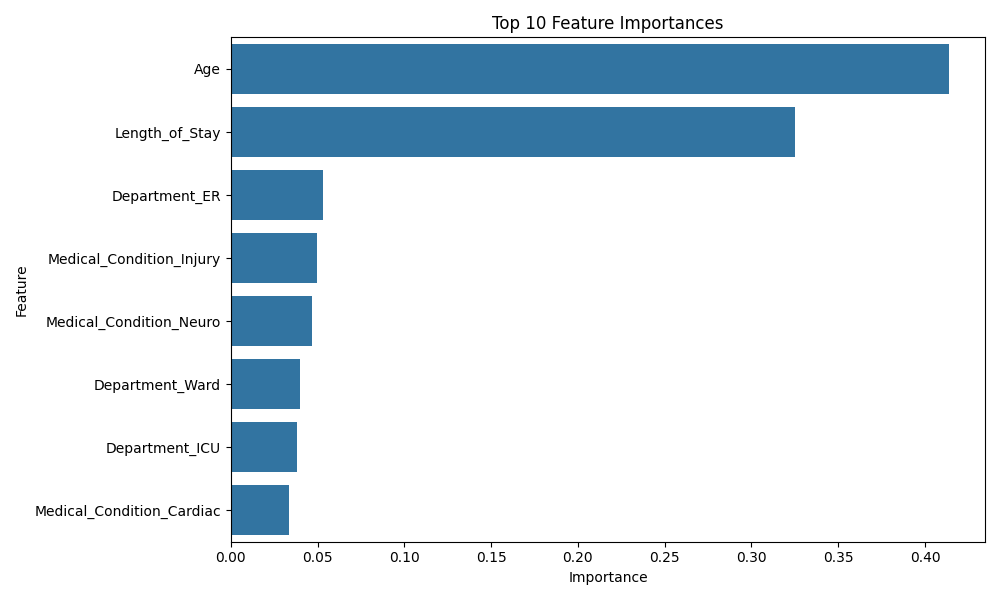 Top 10 Feature Importances
Feature
Age
Length_of_Stay
Department_ER
Medical_Condition_Injury
Medical_Condition_Neuro
Department_Ward
Department_ICU
Medical_Condition_Cardiac
0.00 0.05 0.10 0.15 0.20 0.25 0.30 0.35 0.40
Importance